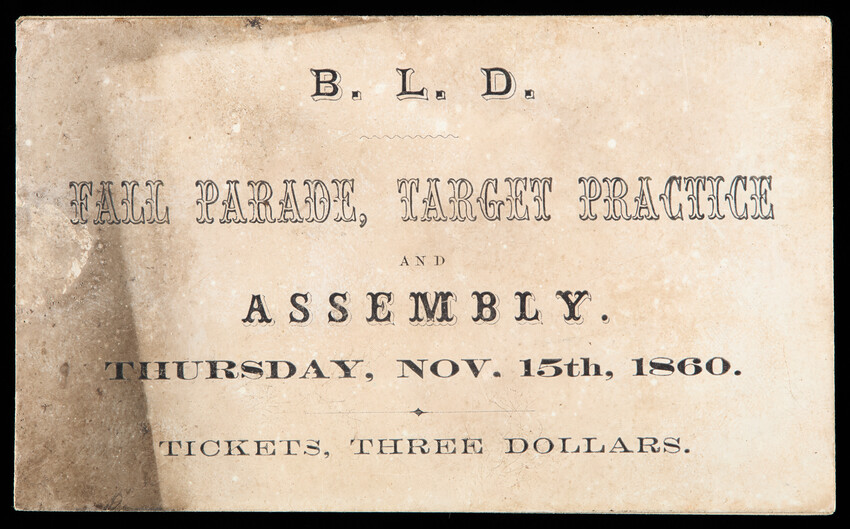 B. L. D.
FALL PARADE, TARGET PRACTICE
AND
ASSEMBLY.
THURSDAY, NOV. 15th, 1860.
TICKETS, THREE DOLLARS.